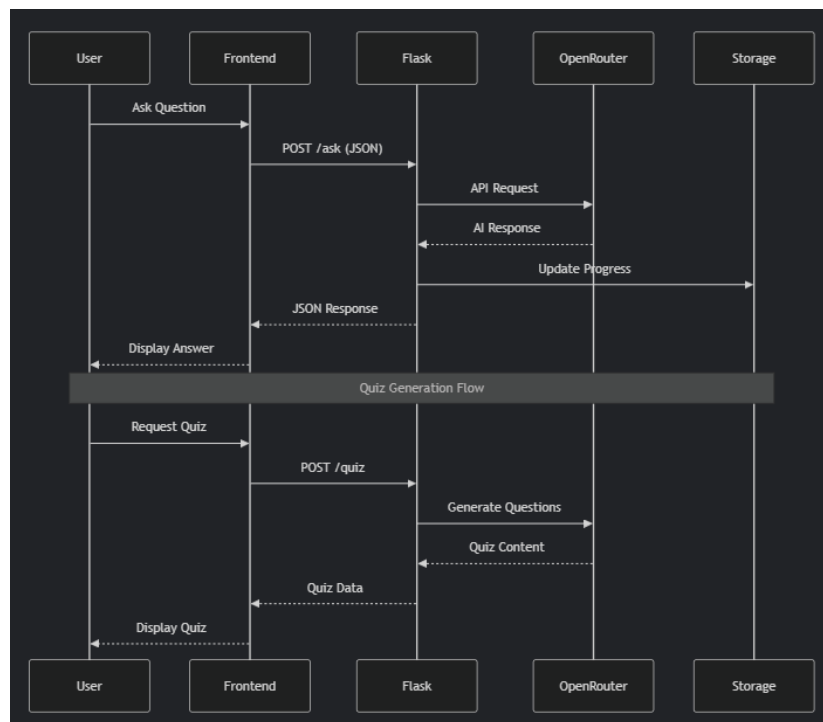 User Frontend Flask OpenRouter Storage
Ask Question
POST /ask (JSON)
API Request
AI Response
Update Progress
JSON Response
Display Answer
Quiz Generation Flow
Request Quiz
POST /quiz
Generate Questions
Quiz Content
Quiz Data
Display Quiz
User Frontend Flask OpenRouter Storage